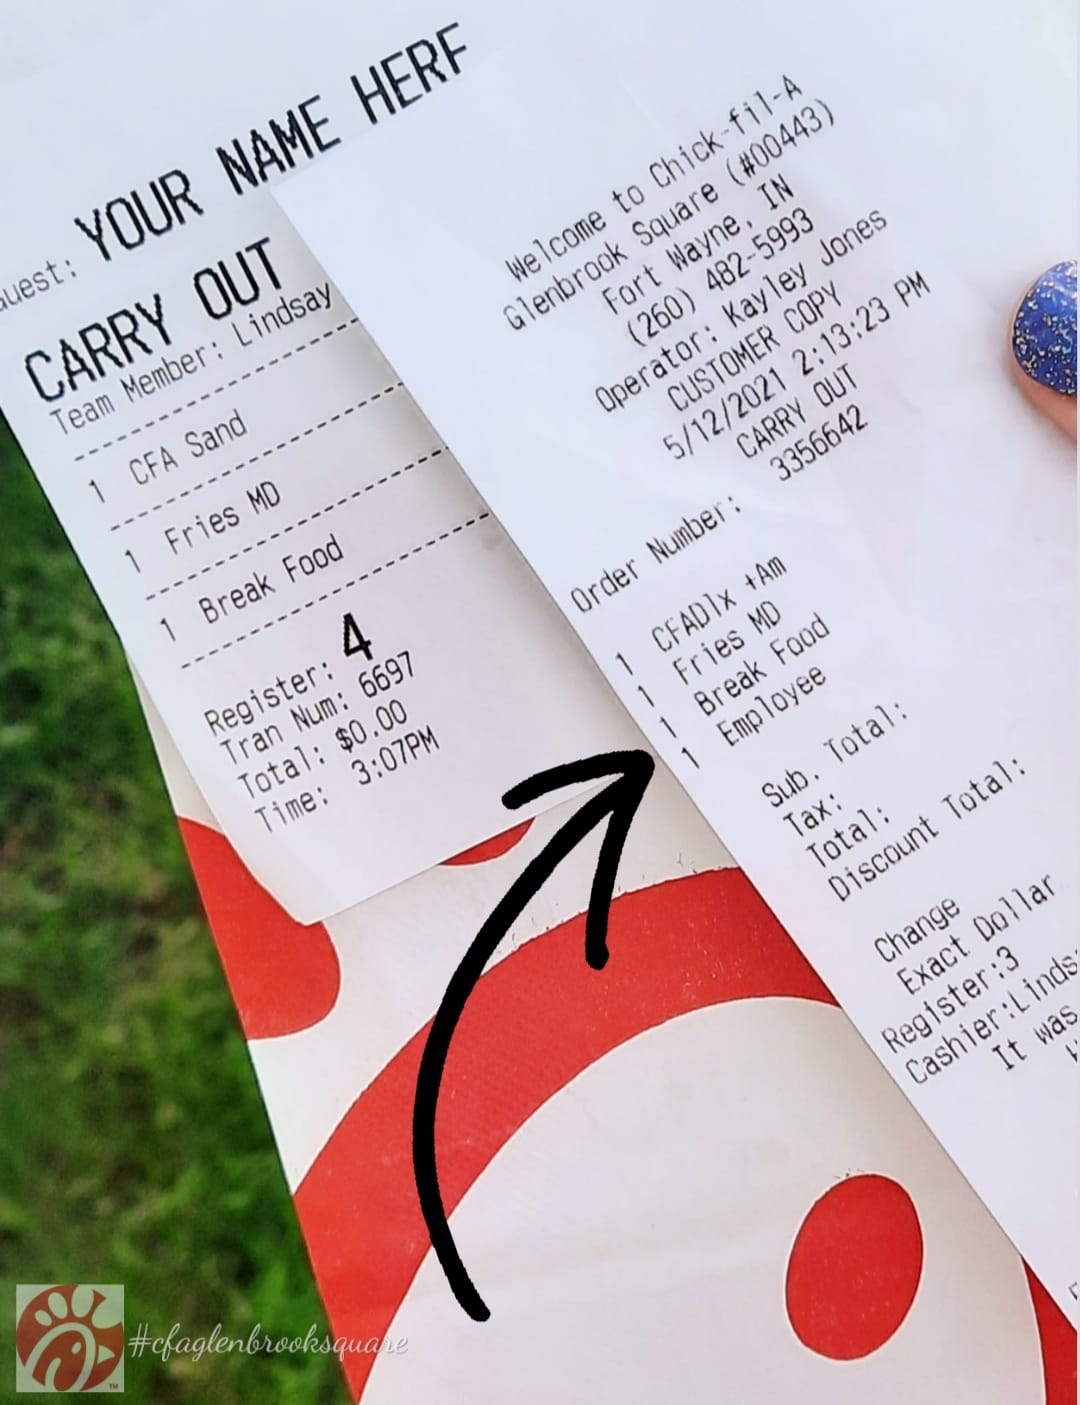 guest: YOUR NAME HERE
CARRY OUT
Team Member: Lindsay
1 CFA Sand
1 Fries MD
1 Break Food
Register: 4
Tran Num: 6697
Total: $0.00
Time: 3:07PM
Welcome to Chick-fil-A
Glenbrook Square (#00443)
Fort Wayne, IN
(260) 482-5993
Operator: Kayley Jones
CUSTOMER COPY
5/12/2021 2:13:23 PM
CARRY OUT
Order Number: 3356642
1 CFADlx +Am
1 Fries MD
1 Break Food
1 Employee
Sub. Total:
Tax:
Total:
Discount Total:
Change
Exact Dollar
Register:3
Cashier:Linds
It was
#cfaglenbrooksquare